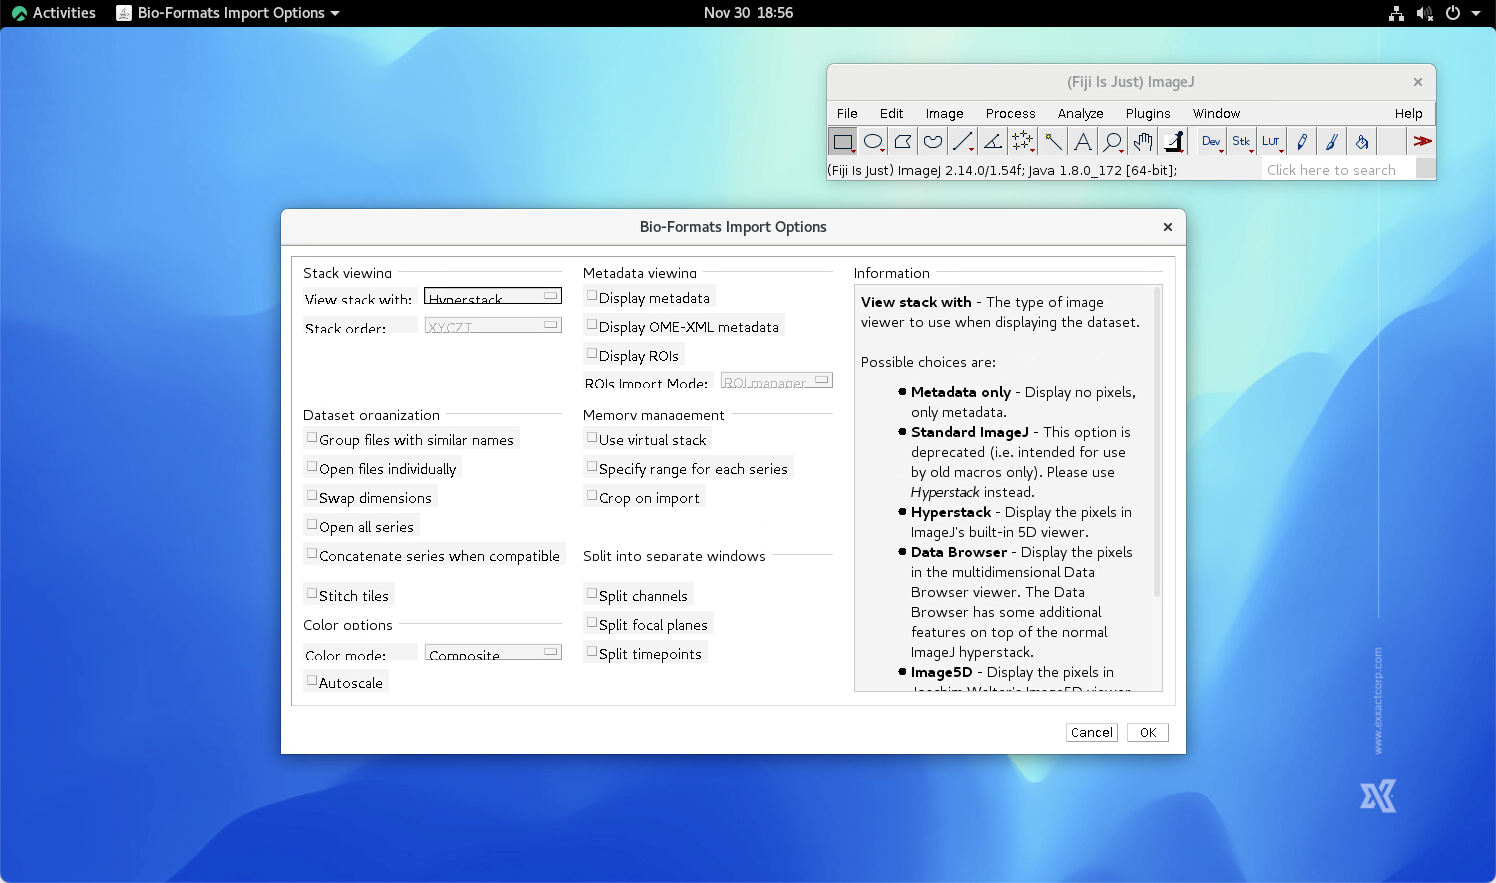 Activities
Bio-Formats Import Options
Nov 30 18:56
(Fiji Is Just) ImageJ
File Edit Image Process Analyze Plugins Window Help
Dev Stk LUT
(Fiji Is Just) ImageJ 2.14.0/1.54f; Java 1.8.0_172 [64-bit];
Click here to search
Bio-Formats Import Options
Stack viewing
View stack with: Hyperstack
Stack order: XYCZT
Dataset organization
Group files with similar names
Open files individually
Swap dimensions
Open all series
Concatenate series when compatible
Stitch tiles
Color options
Color mode: Composite
Autoscale
Metadata viewing
Display metadata
Display OME-XML metadata
Display ROIs
ROIs Import Mode: ROI manager
Memory management
Use virtual stack
Specify range for each series
Crop on import
Split into separate windows
Split channels
Split focal planes
Split timepoints
Information
View stack with - The type of image
viewer to use when displaying the dataset.
Possible choices are:
Metadata only - Display no pixels,
only metadata.
Standard ImageJ - This option is
deprecated (i.e. intended for use
by old macros only). Please use
Hyperstack instead.
Hyperstack - Display the pixels in
ImageJ's built-in 5D viewer.
Data Browser - Display the pixels
in the multidimensional Data
Browser viewer. The Data
Browser has some additional
features on top of the normal
ImageJ hyperstack.
Image5D - Display the pixels in
Joachim Walter's Image5D viewer
Cancel OK
www.exxactcorp.com